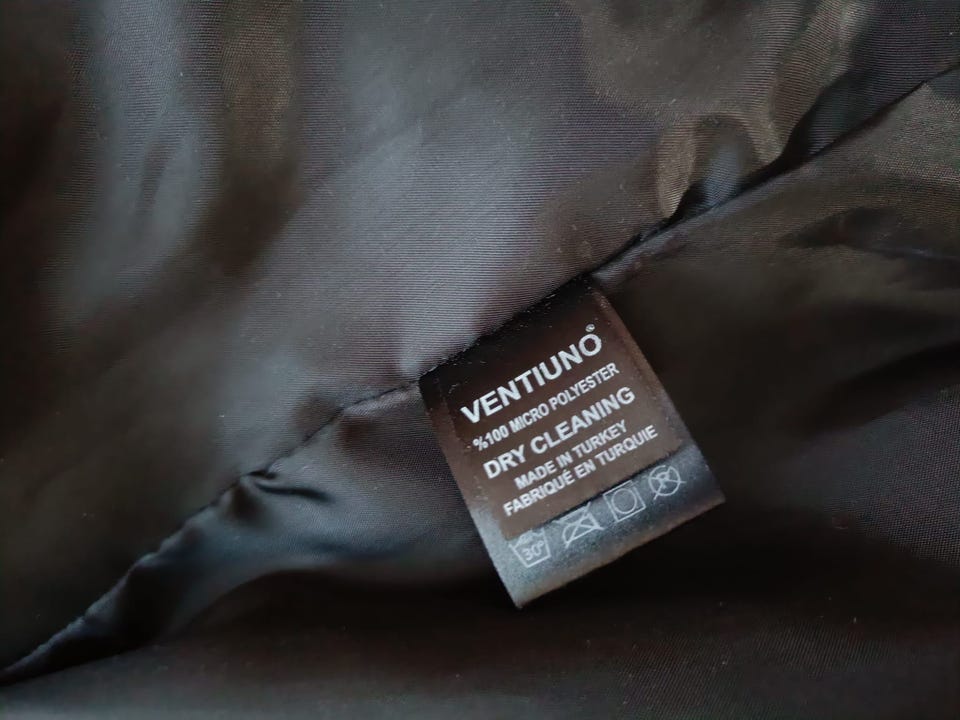 VENTIUNO®
%100 MICRO POLYESTER
DRY CLEANING
MADE IN TURKEY
FABRIQUÉ EN TURQUIE
30° P